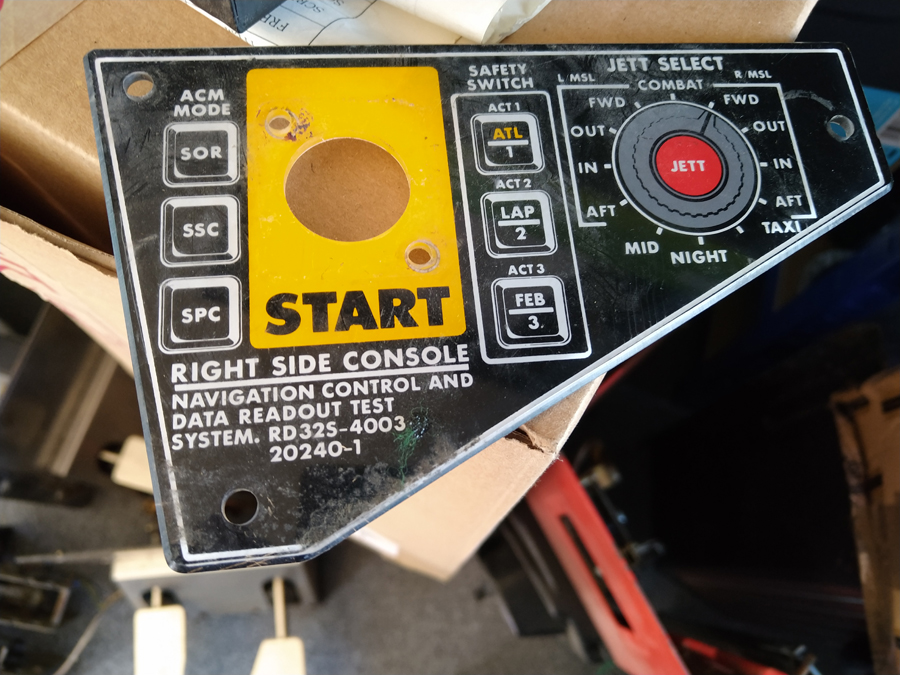 ACM
MODE
SOR
SSC
SPC
START
SAFETY
SWITCH
ACT 1
ATL
1
ACT 2
LAP
2
ACT 3
FEB
3.
JETT SELECT
L/MSL
COMBAT
R/MSL
FWD
FWD
OUT
OUT
IN
JETT
IN
AFT
AFT
MID
NIGHT
TAXI
RIGHT SIDE CONSOLE
NAVIGATION CONTROL AND
DATA READOUT TEST
SYSTEM. RD32S-4003
20240-1